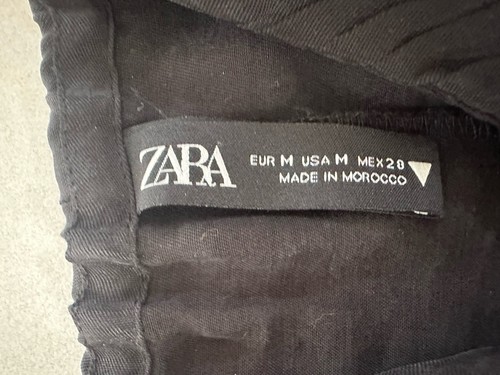 ZARA
EUR M USA M MEX 28
MADE IN MOROCCO